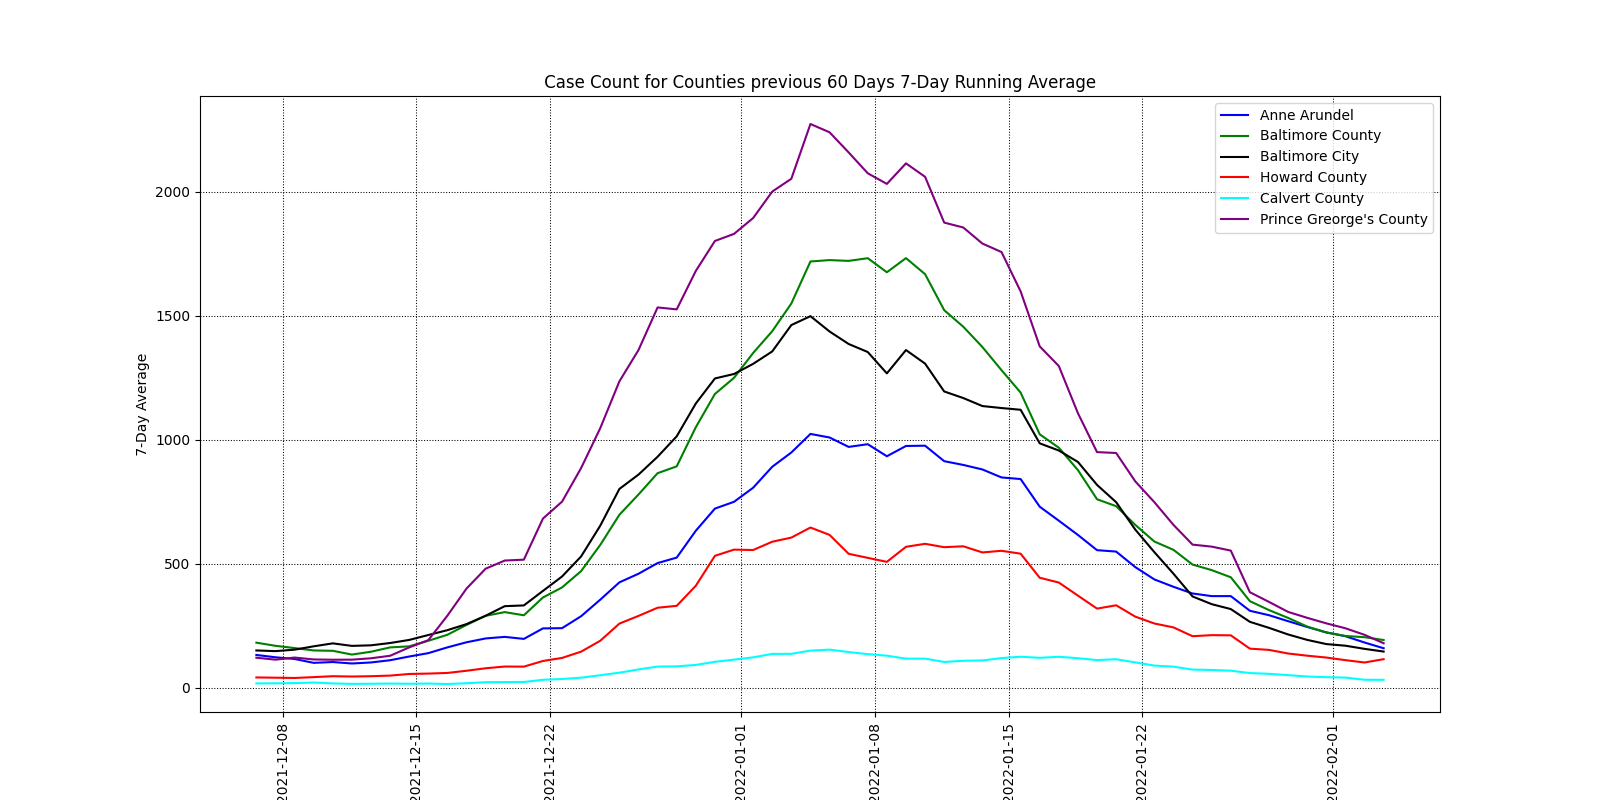 Case Count for Counties previous 60 Days 7-Day Running Average
Anne Arundel
Baltimore County
Baltimore City
Howard County
Calvert County
Prince Greorge's County
7-Day Average
2000
1500
1000
500
0
2021-12-08
2021-12-15
2021-12-22
2022-01-01
2022-01-08
2022-01-15
2022-01-22
2022-02-01